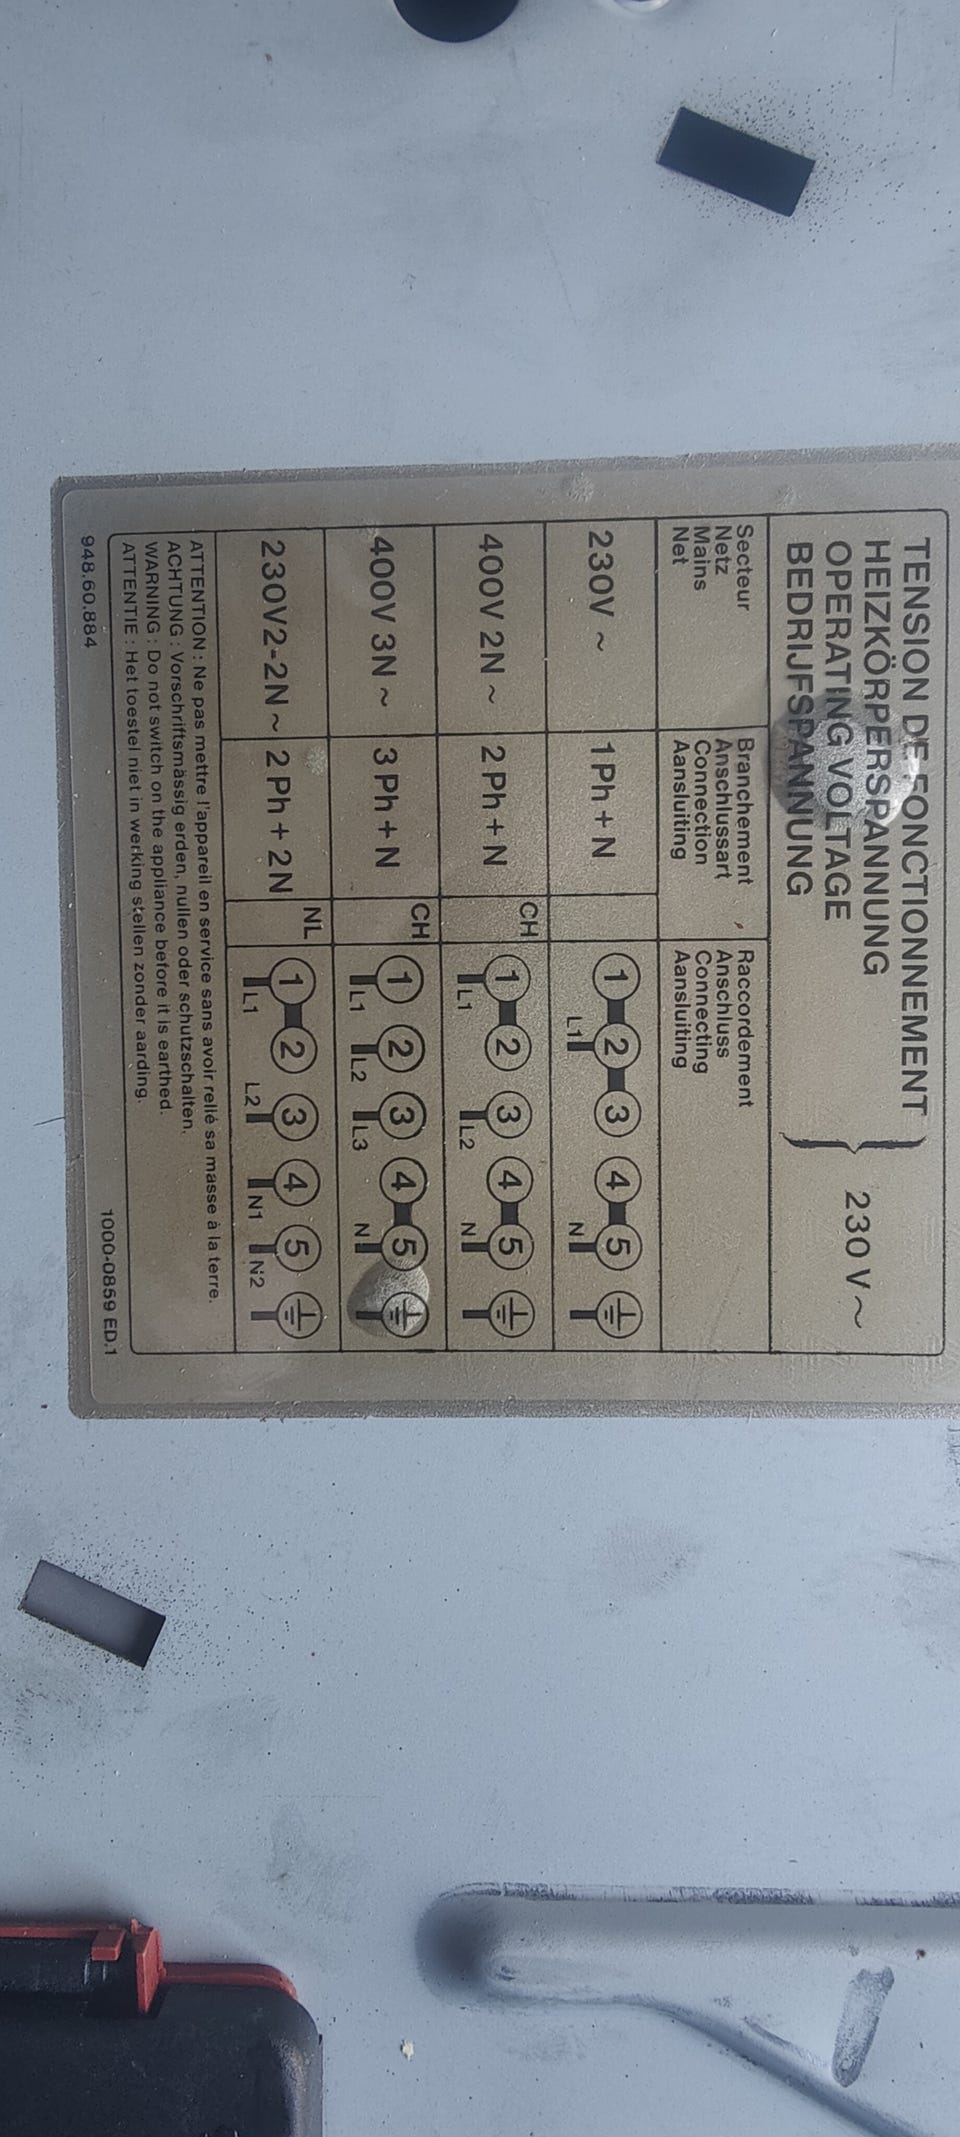 TENSION DE FONCTIONNEMENT
HEIZKÖRPERSPANNUNG
OPERATING VOLTAGE
BEDRIJFSPANNUNG
230 V ~
Secteur
Netz
Mains
Net
Branchement
Anschlussart
Connection
Aansluiting
Raccordement
Anschluss
Connecting
Aansluiting
230V ~ 1Ph + N 1 2 3 4 5
L1 N
400V 2N ~ 2 Ph + N CH 1 2 3 4 5
L1 L2 N
400V 3N ~ 3 Ph + N CH 1 2 3 4 5
L1 L2 L3 N
230V2-2N ~ 2 Ph + 2N NL 1 2 3 4 5
L1 L2 N1 N2
ATTENTION : Ne pas mettre l'appareil en service sans avoir relié sa masse à la terre.
ACHTUNG : Vorschriftsmässig erden, nullen oder schutzschalten.
WARNING : Do not switch on the appliance before it is earthed.
ATTENTIE : Het toestel niet in werking stellen zonder aarding.
948.60.884 1000-0859 ED.1